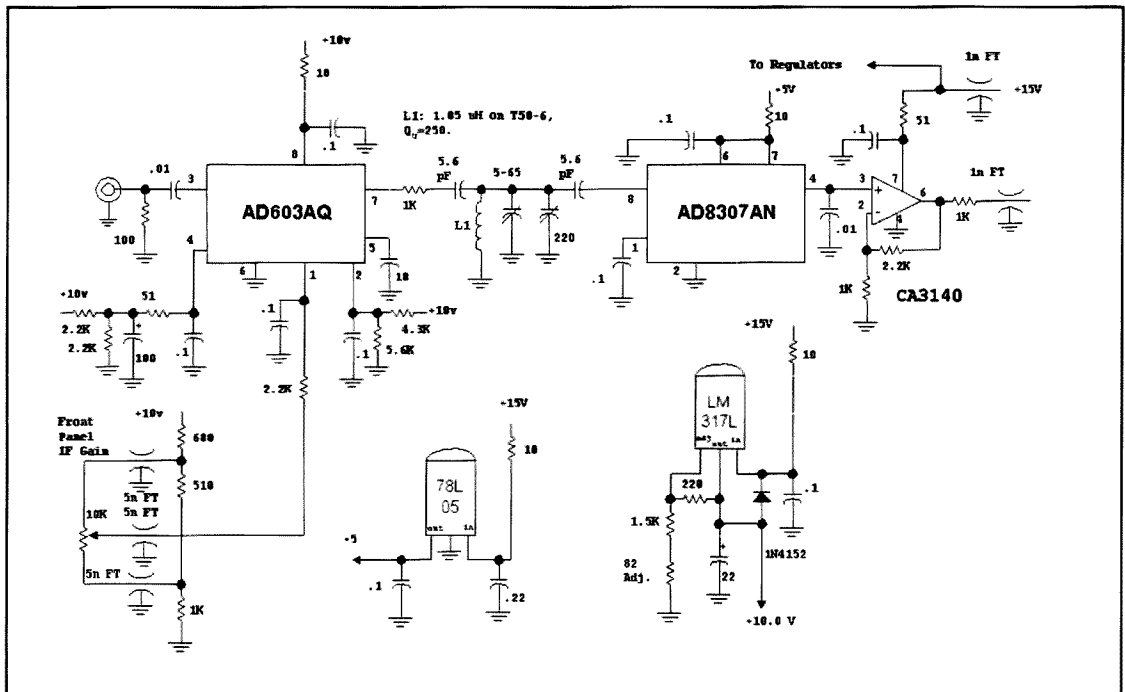 +10v
10
.1
8
L1: 1.05 uH on T50-6,
Qu=250.
To Regulators
1n FT
+15V
+5V
10
.1
51
.1
6
7
.01
3
AD603AQ
7
1K
5.6
pF
5-65
5.6
pF
8
AD8307AN
4
3
7
6
1n FT
+
2
-
4
1K
100
4
L1
220
.01
5
10
6
1
2
1
.1
2
2.2K
1K
CA3140
+10v
51
2.2K
2.2K
+
100
.1
.1
.1
4.3K
+10v
5.6K
2.2K
+15V
10
Front
Panel
IF Gain
+10v
680
5n FT
5n FT
510
10K
5n FT
1K
+15V
10
78L
05
out
in
+5
.1
.22
LM
317L
adj
out
in
220
.1
1.5K
1N4152
82
Adj.
+
22
+10.0 V